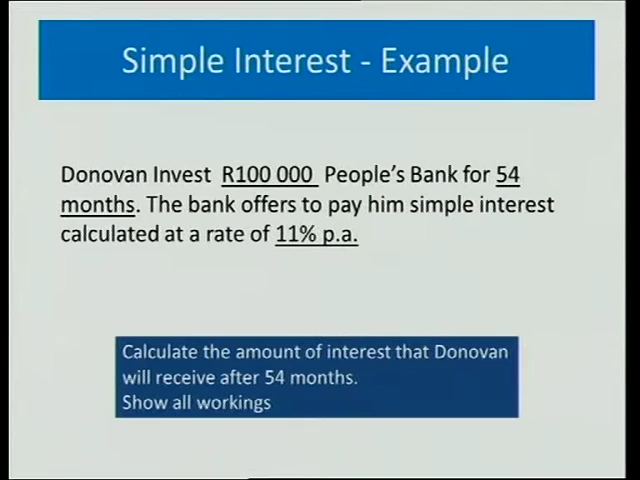 Simple Interest - Example
Donovan Invest R100 000 People's Bank for 54
months. The bank offers to pay him simple interest
calculated at a rate of 11% p.a.
Calculate the amount of interest that Donovan
will receive after 54 months.
Show all workings